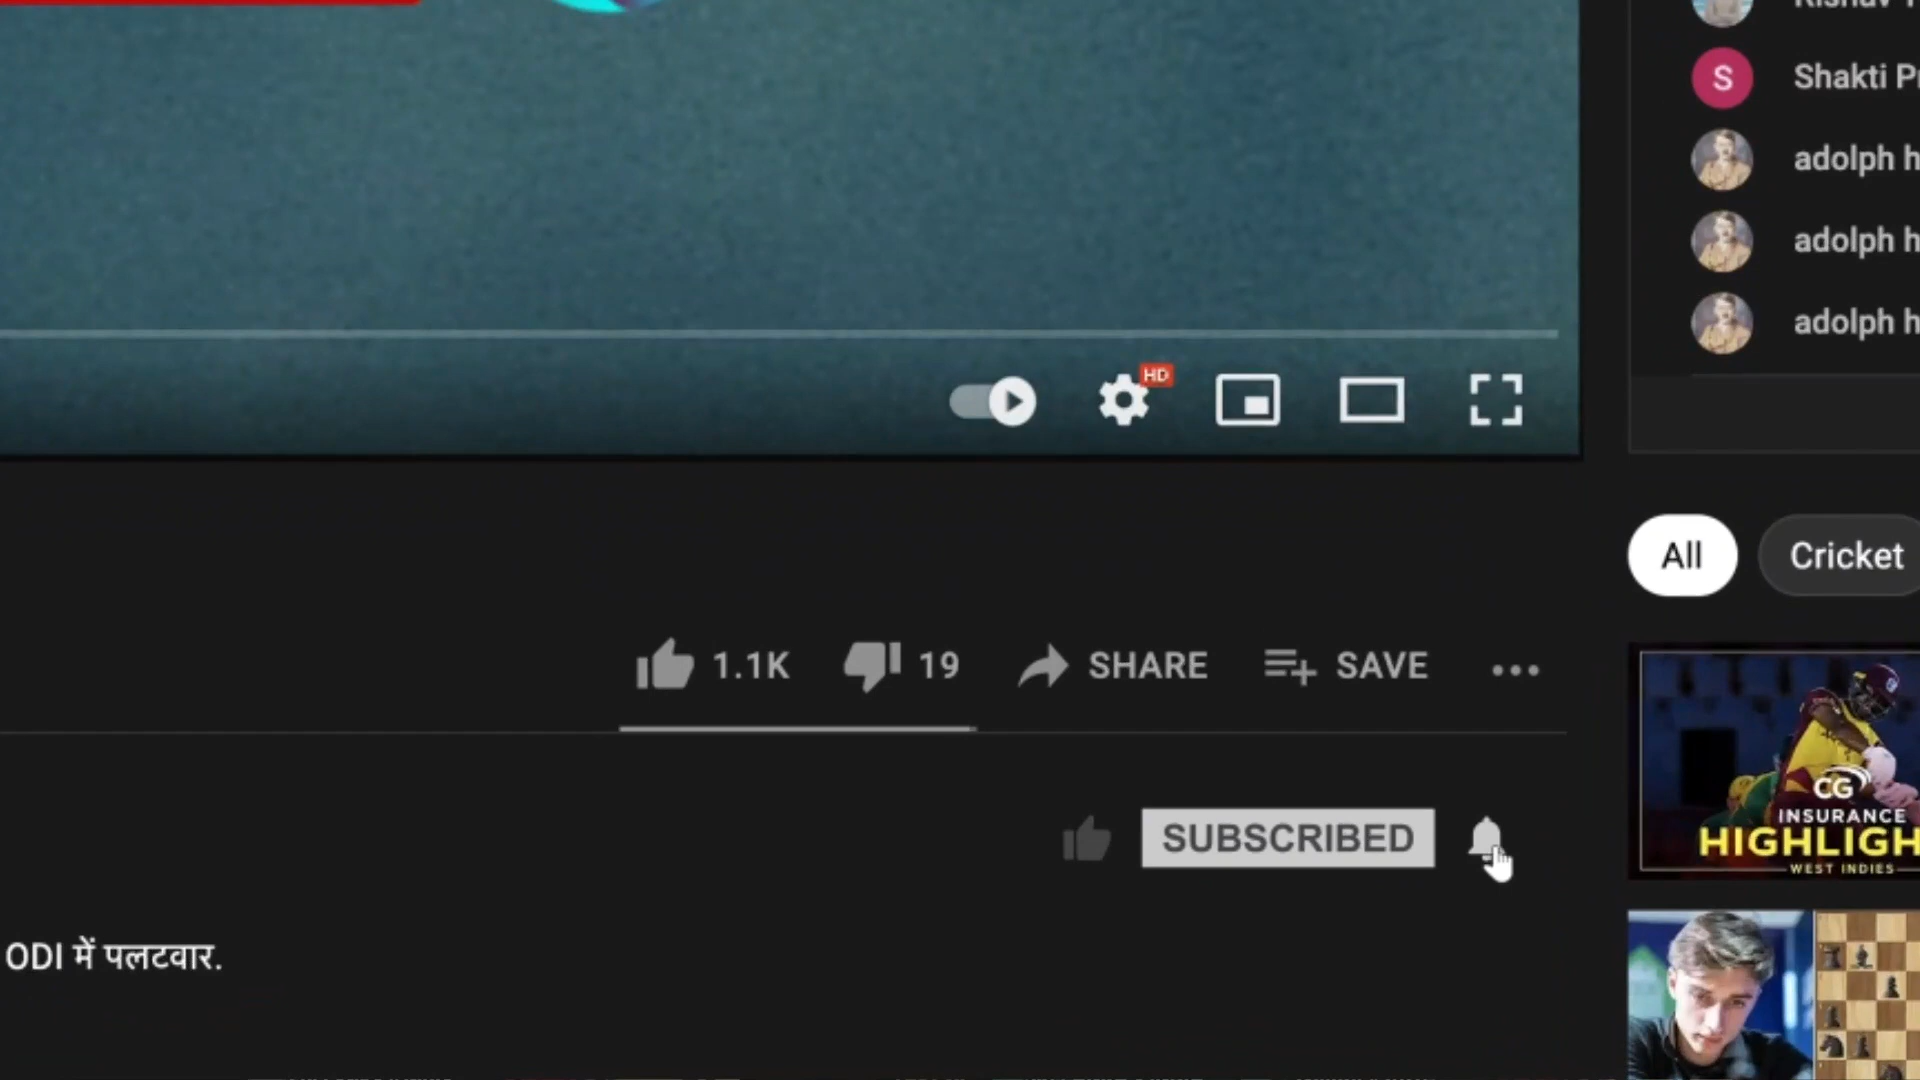 Shakti P
adolph h
adolph h
adolph h
HD
All
Cricket
1.1K
19
SHARE
SAVE
CG
INSURANCE
HIGHLIGH
WEST INDIES
SUBSCRIBED
ODI में पलटवार.